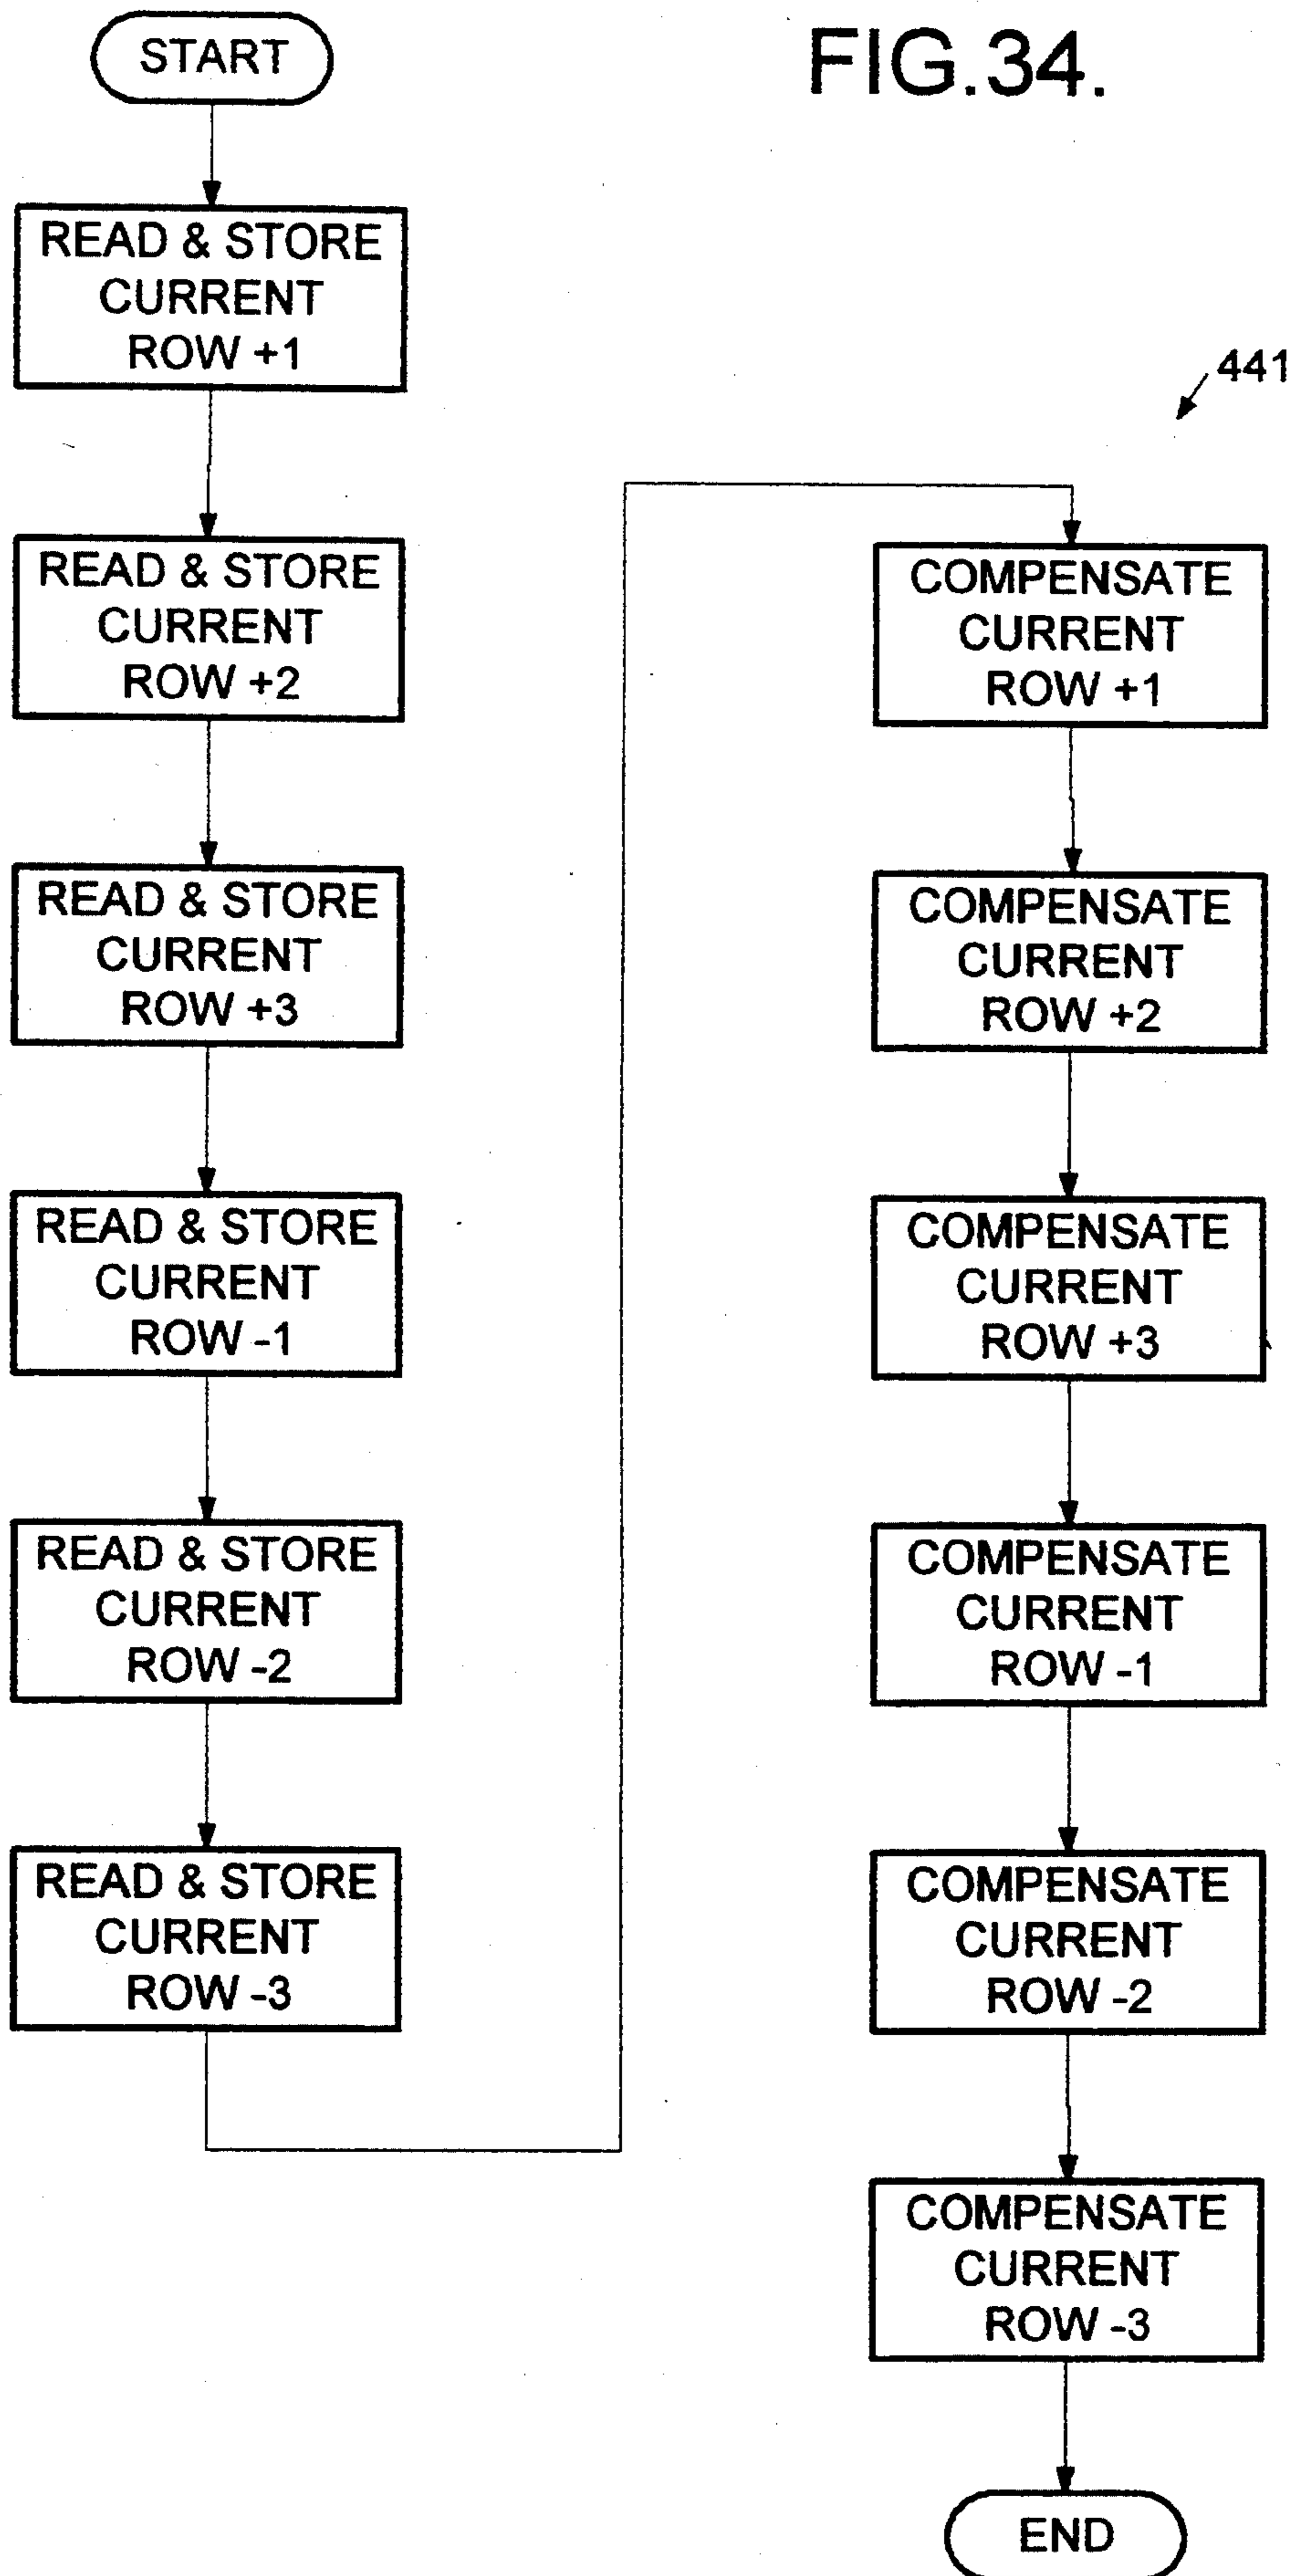 FIG.34.
START
READ & STORE
CURRENT
ROW +1
READ & STORE
CURRENT
ROW +2
READ & STORE
CURRENT
ROW +3
READ & STORE
CURRENT
ROW -1
READ & STORE
CURRENT
ROW -2
READ & STORE
CURRENT
ROW -3
441
COMPENSATE
CURRENT
ROW +1
COMPENSATE
CURRENT
ROW +2
COMPENSATE
CURRENT
ROW +3
COMPENSATE
CURRENT
ROW -1
COMPENSATE
CURRENT
ROW -2
COMPENSATE
CURRENT
ROW -3
END